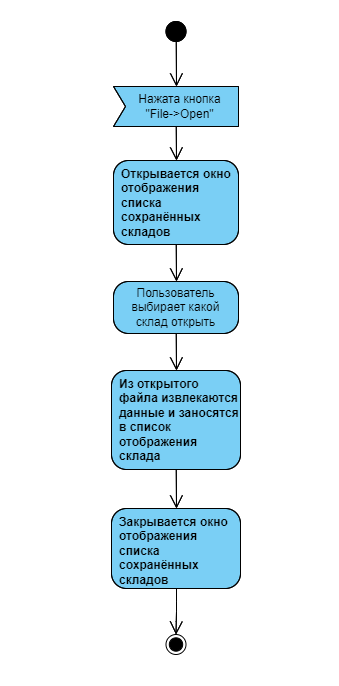 Нажата кнопка
"File->Open"
Открывается окно
отображения
списка
сохранённых
складов
Пользователь
выбирает какой
склад открыть
Из открытого
файла извлекаются
данные и заносятся
в список
отображения
склада
Закрывается окно
отображения
списка
сохранённых
складов